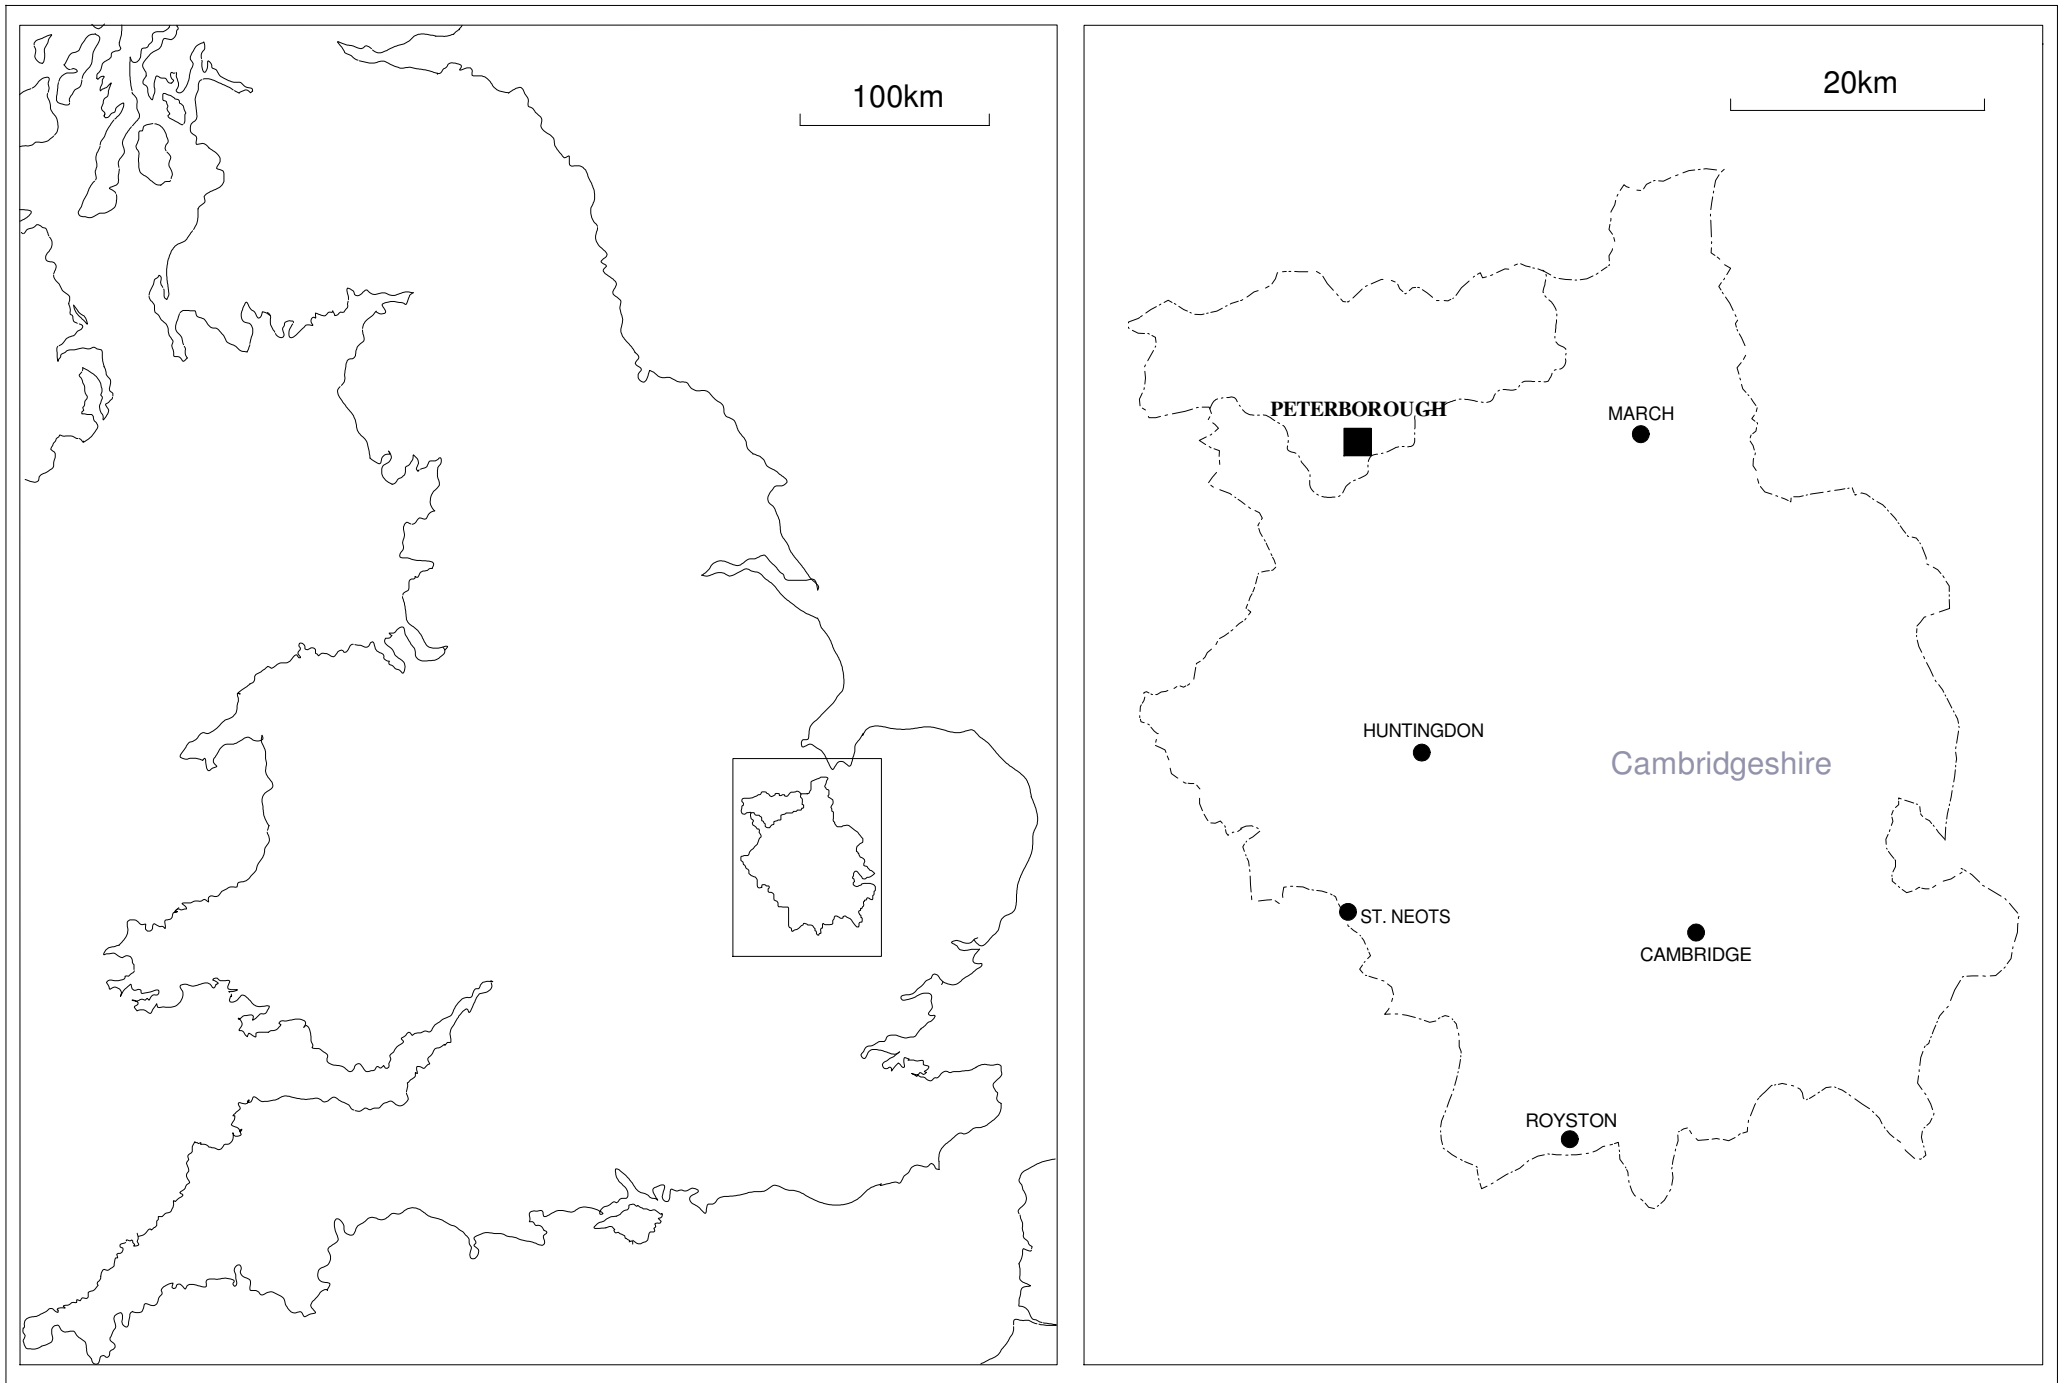 100km
20km
PETERBOROUGH
MARCH
HUNTINGDON
Cambridgeshire
ST. NEOTS
CAMBRIDGE
ROYSTON